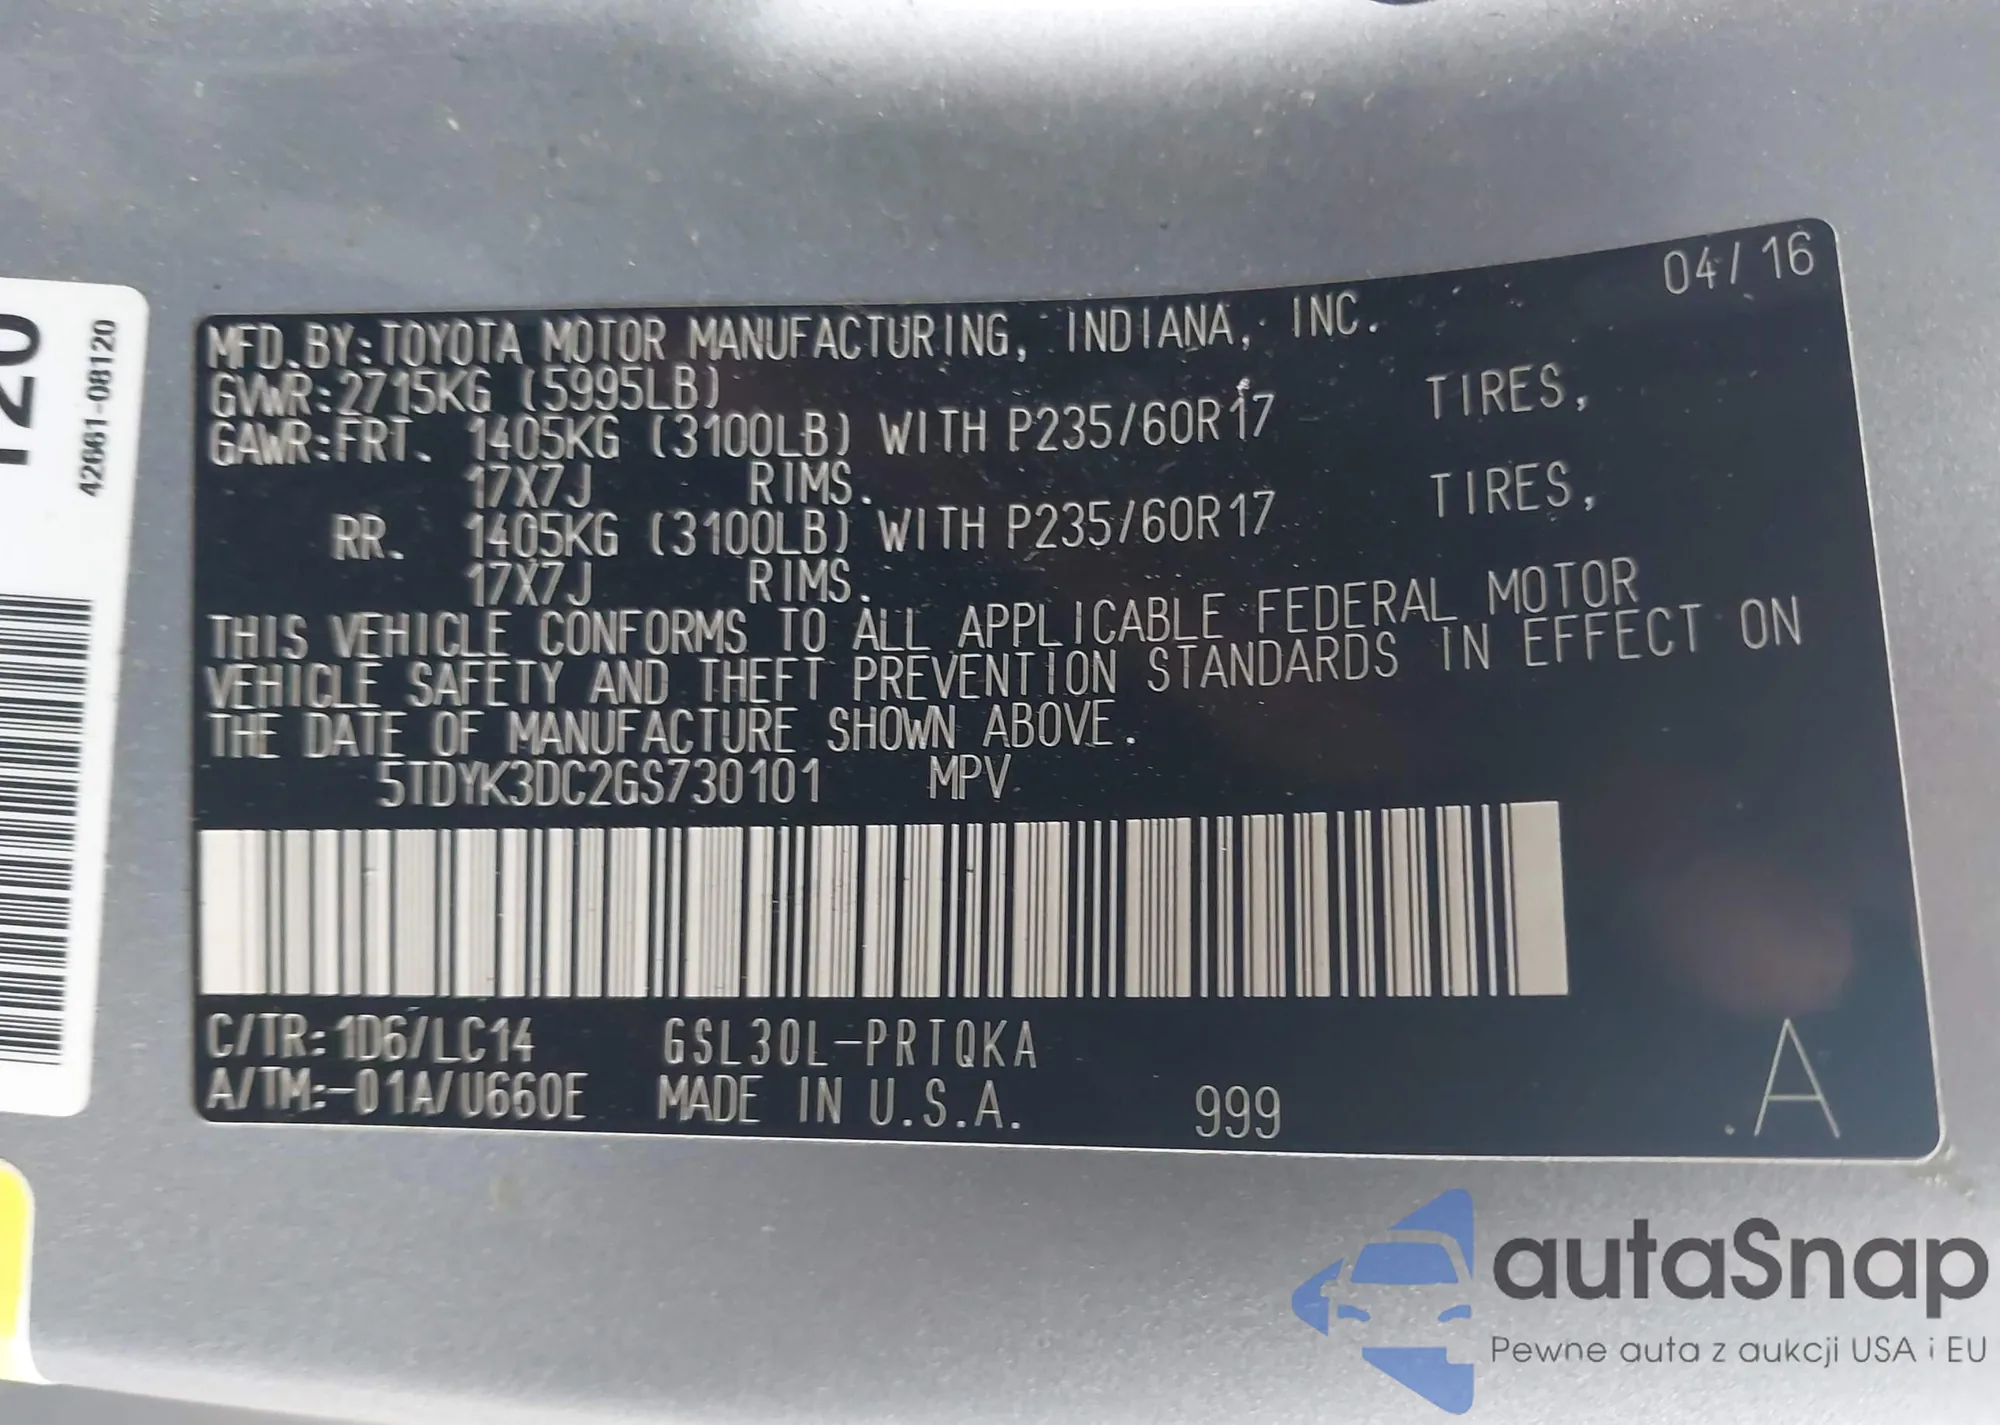 04/16
MFD.BY:TOYOTA MOTOR MANUFACTURING, INDIANA, INC.
GVWR:2715KG (5995LB)
GAWR:FRT. 1405KG (3100LB) WITH P235/60R17 TIRES,
17X7J RIMS.
RR. 1405KG (3100LB) WITH P235/60R17 TIRES,
17X7J RIMS.
THIS VEHICLE CONFORMS TO ALL APPLICABLE FEDERAL MOTOR
VEHICLE SAFETY AND THEFT PREVENTION STANDARDS IN EFFECT ON
THE DATE OF MANUFACTURE SHOWN ABOVE.
5TDYK3DC2GS730101 MPV
C/TR:1D6/LC14 GSL30L-PRTQKA
A/TM:-01A/U660E MADE IN U.S.A. 999 .A
120
42661-08120
autaSnap
Pewne auta z aukcji USA i EU